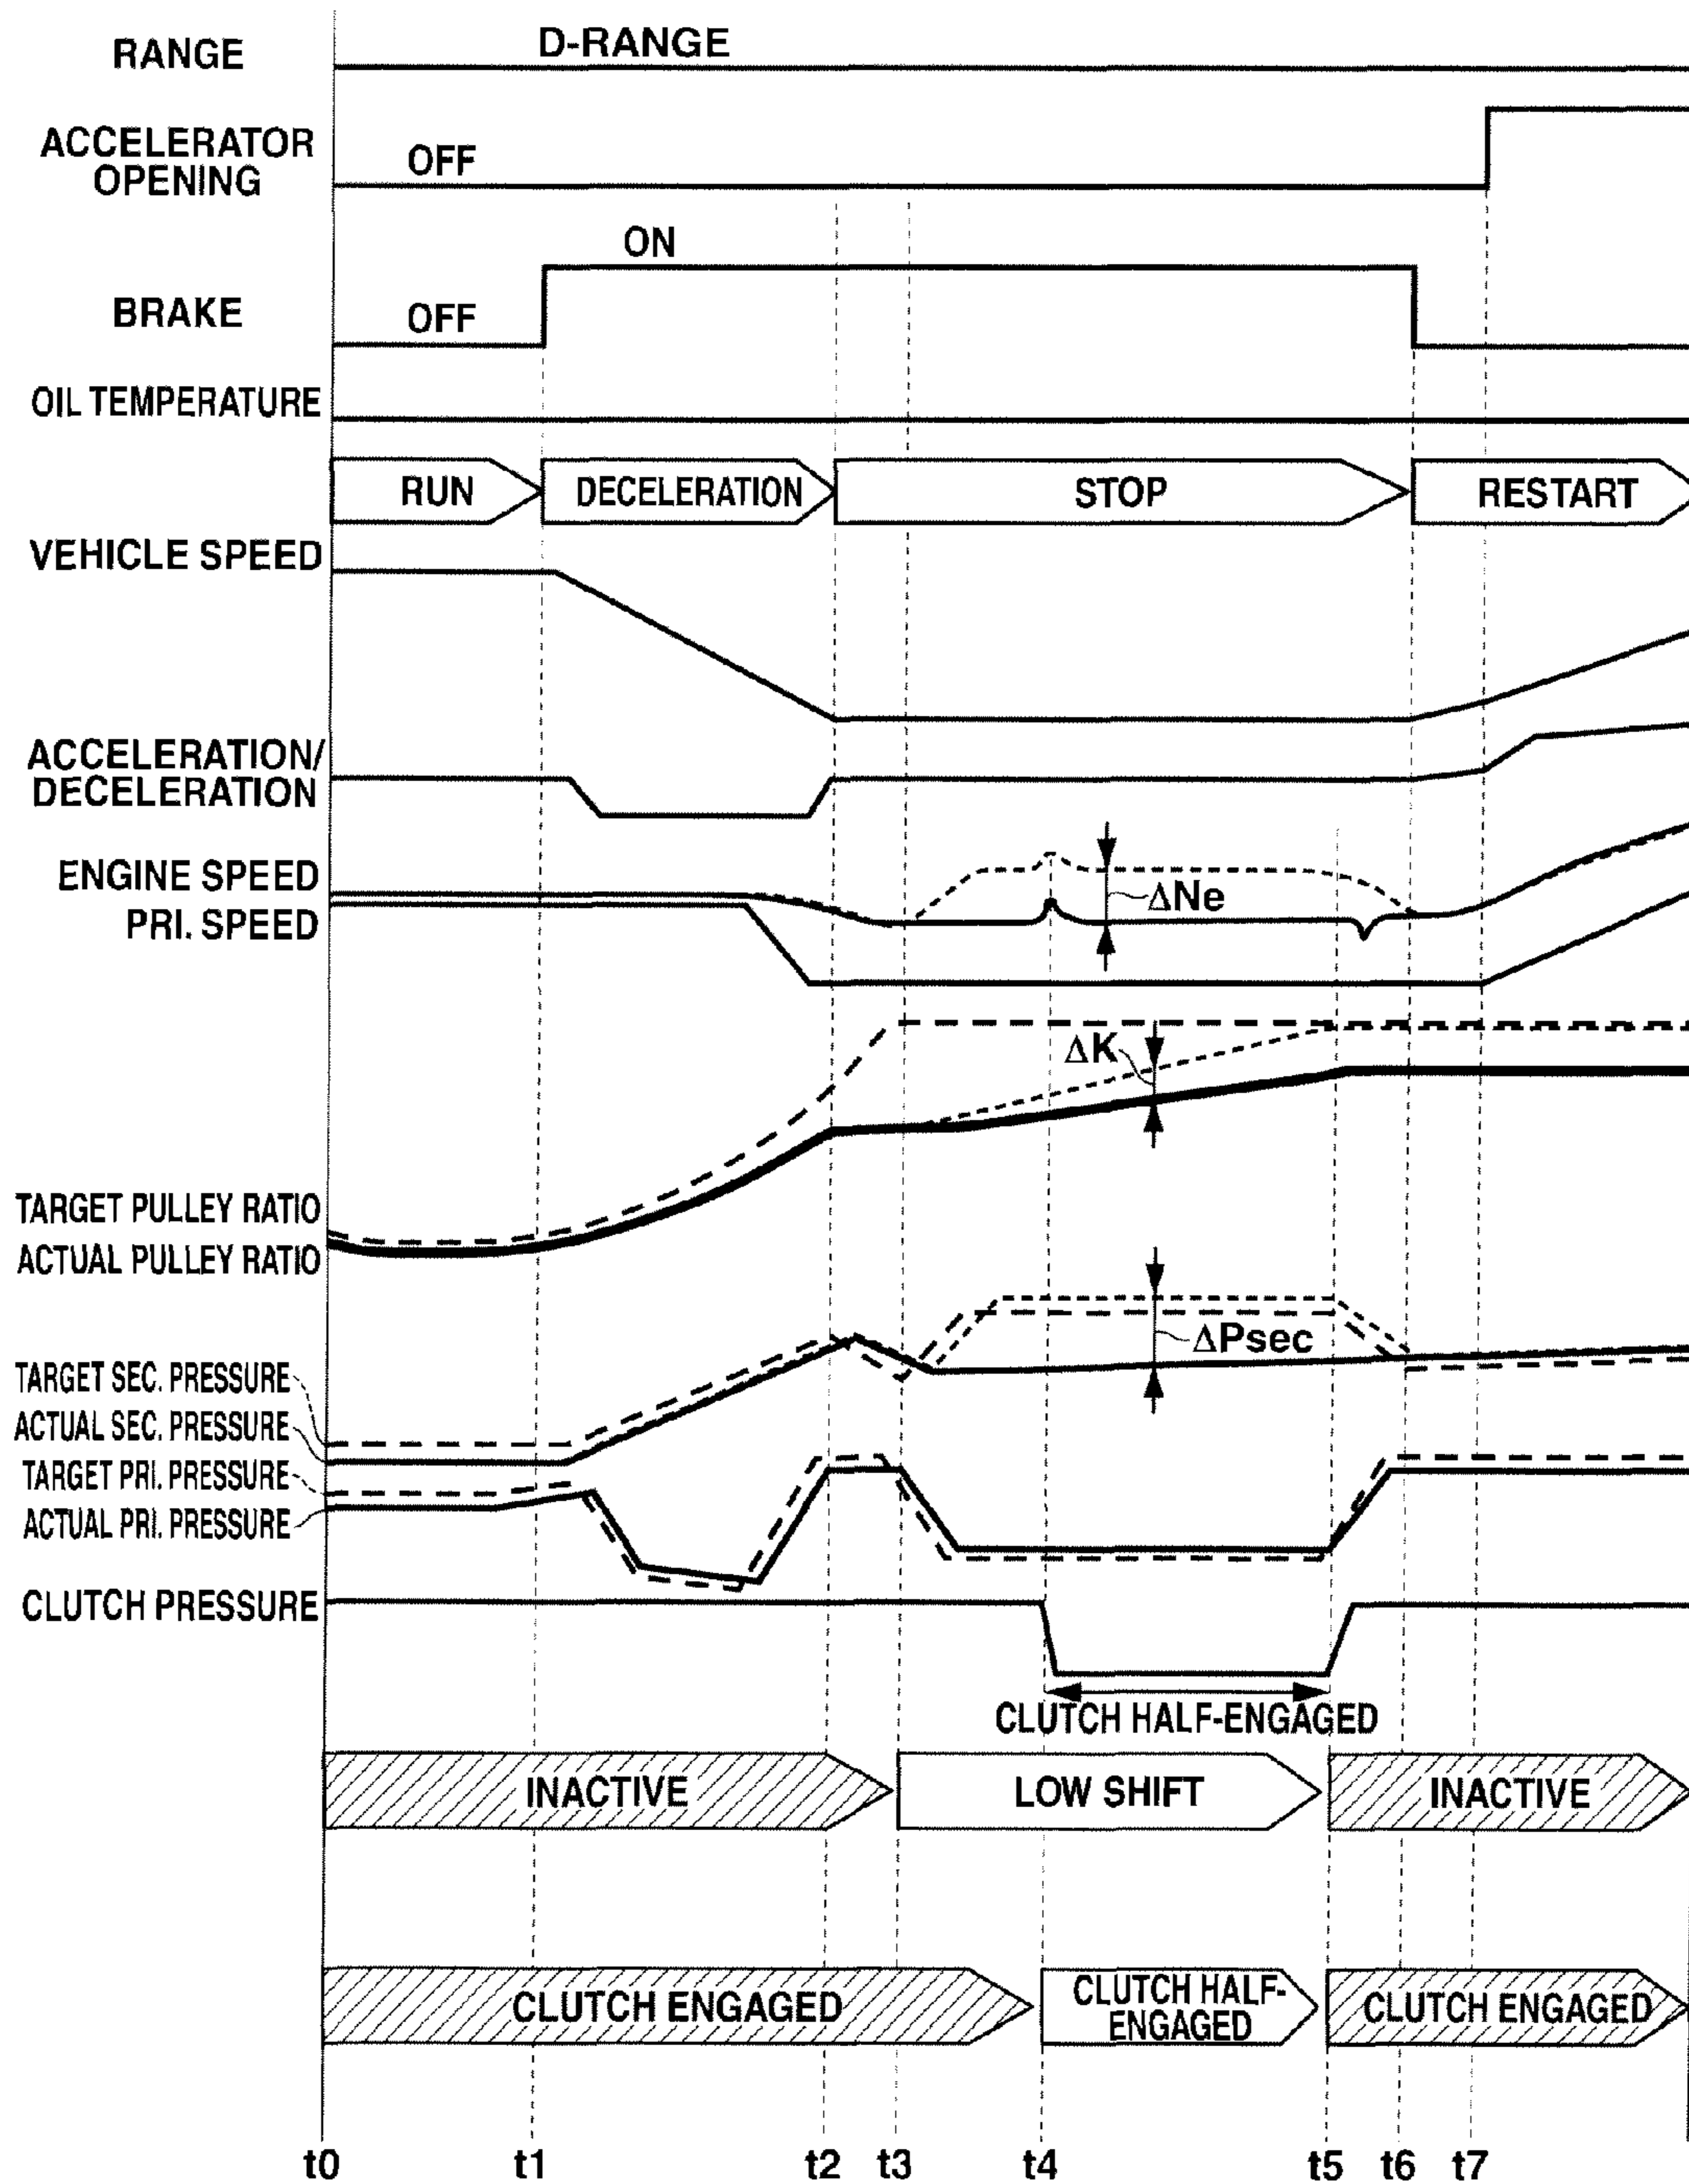 RANGE
D-RANGE
ACCELERATOR
OPENING
OFF
ON
BRAKE
OFF
OIL TEMPERATURE
RUN
DECELERATION
STOP
RESTART
VEHICLE SPEED
ACCELERATION/
DECELERATION
ENGINE SPEED
ΔNe
PRI. SPEED
ΔK
TARGET PULLEY RATIO
ACTUAL PULLEY RATIO
ΔPsec
TARGET SEC. PRESSURE
ACTUAL SEC. PRESSURE
TARGET PRI. PRESSURE
ACTUAL PRI. PRESSURE
CLUTCH PRESSURE
CLUTCH HALF-ENGAGED
INACTIVE
LOW SHIFT
INACTIVE
CLUTCH ENGAGED
CLUTCH HALF-
ENGAGED
CLUTCH ENGAGED
t0 t1 t2 t3 t4 t5 t6 t7